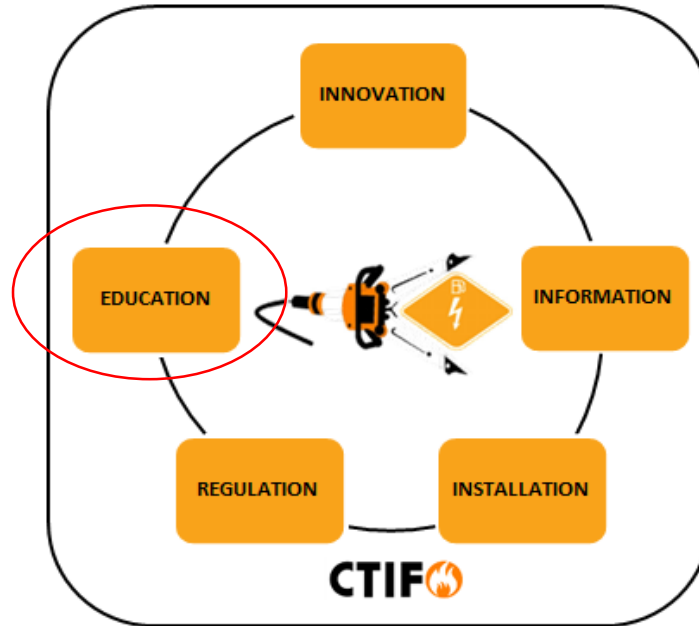 INNOVATION
EDUCATION
INFORMATION
REGULATION
INSTALLATION
CTIF